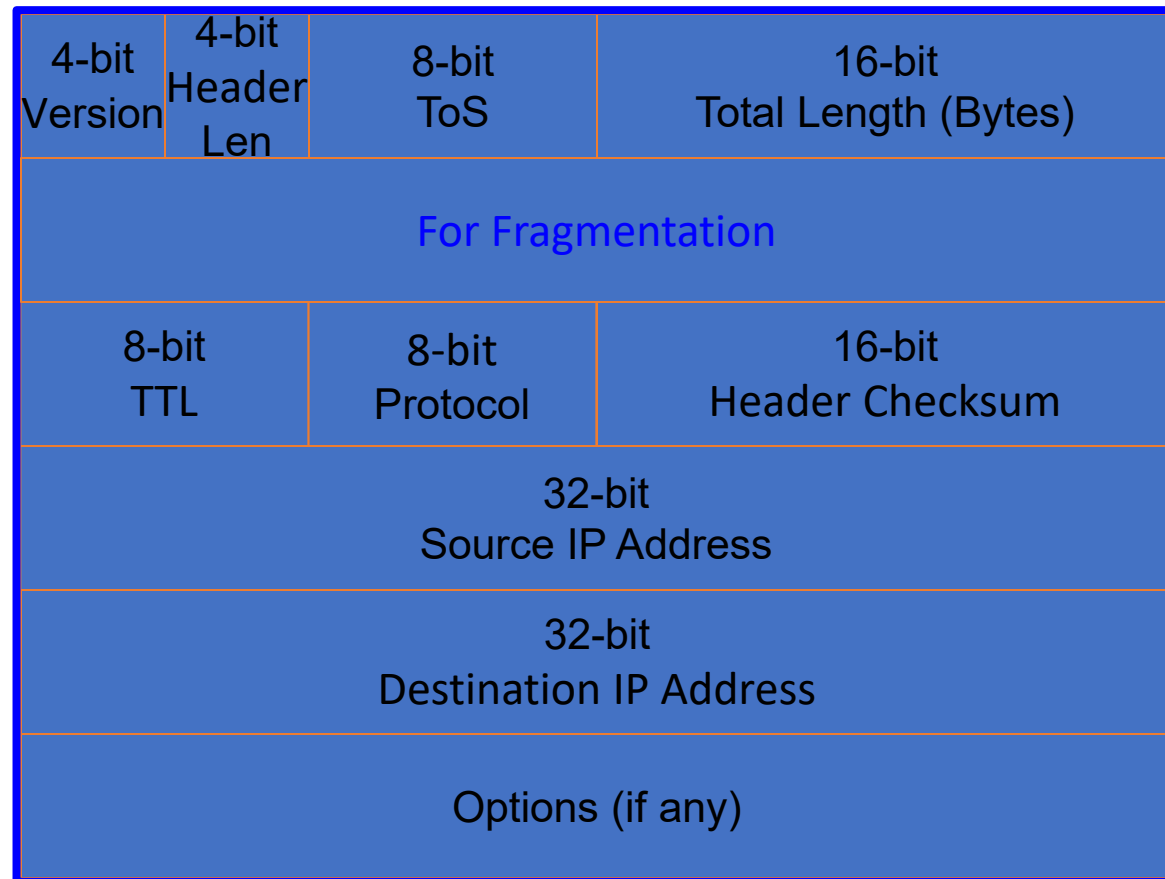 4-bit
Version
4-bit
Header
Len
8-bit
ToS
16-bit
Total Length (Bytes)
For Fragmentation
8-bit
TTL
8-bit
Protocol
16-bit
Header Checksum
32-bit
Source IP Address
32-bit
Destination IP Address
Options (if any)